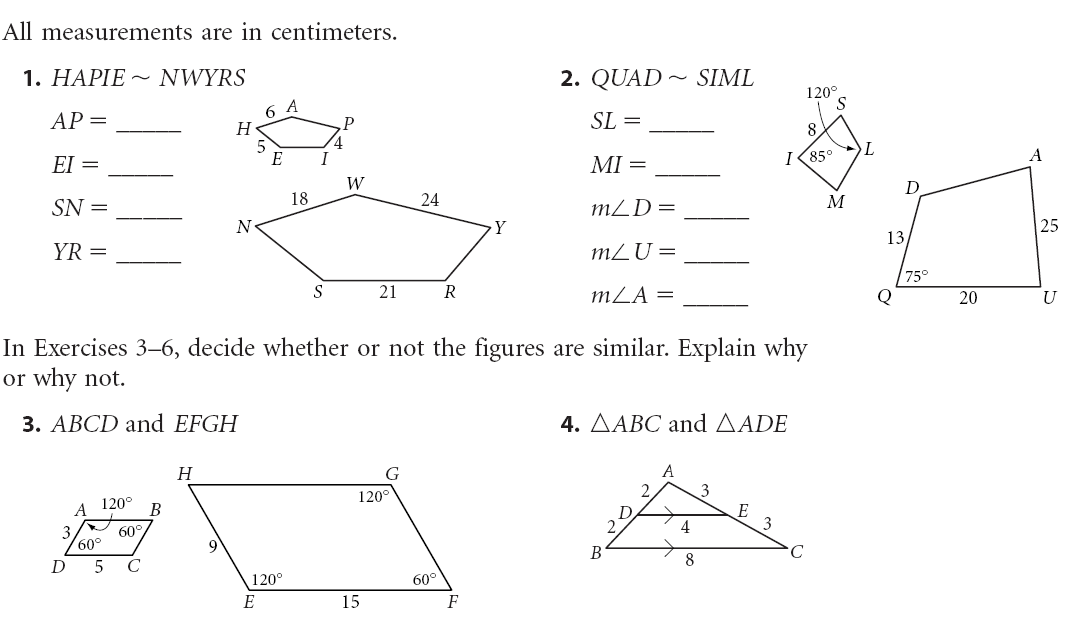 All measurements are in centimeters.
1. HAPIE ~ NWYRS
AP = _____
EI = _____
SN = _____
YR = _____
6 A
H P
5 4
E I
W
18 24
N Y
S 21 R
2. QUAD ~ SIML
SL = _____
MI = _____
m∠D = _____
m∠U = _____
m∠A = _____
120° S
8
I 85° L
M
D A
13 25
75°
Q 20 U
In Exercises 3–6, decide whether or not the figures are similar. Explain why
or why not.
3. ABCD and EFGH
A 120° B
3 60°
60°
D 5 C
H G
120°
9
120° 60°
E 15 F
4. △ABC and △ADE
A
2 3
D E
2 4 3
B 8 C